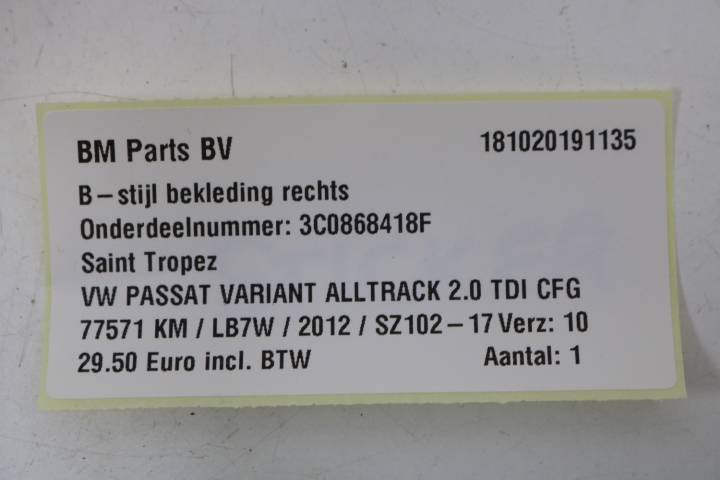 BM Parts BV 181020191135
B-stijl bekleding rechts
Onderdeelnummer: 3C0868418F
Saint Tropez
VW PASSAT VARIANT ALLTRACK 2.0 TDI CFG
77571 KM / LB7W / 2012 / SZ102-17 Verz: 10
29.50 Euro incl. BTW Aantal: 1